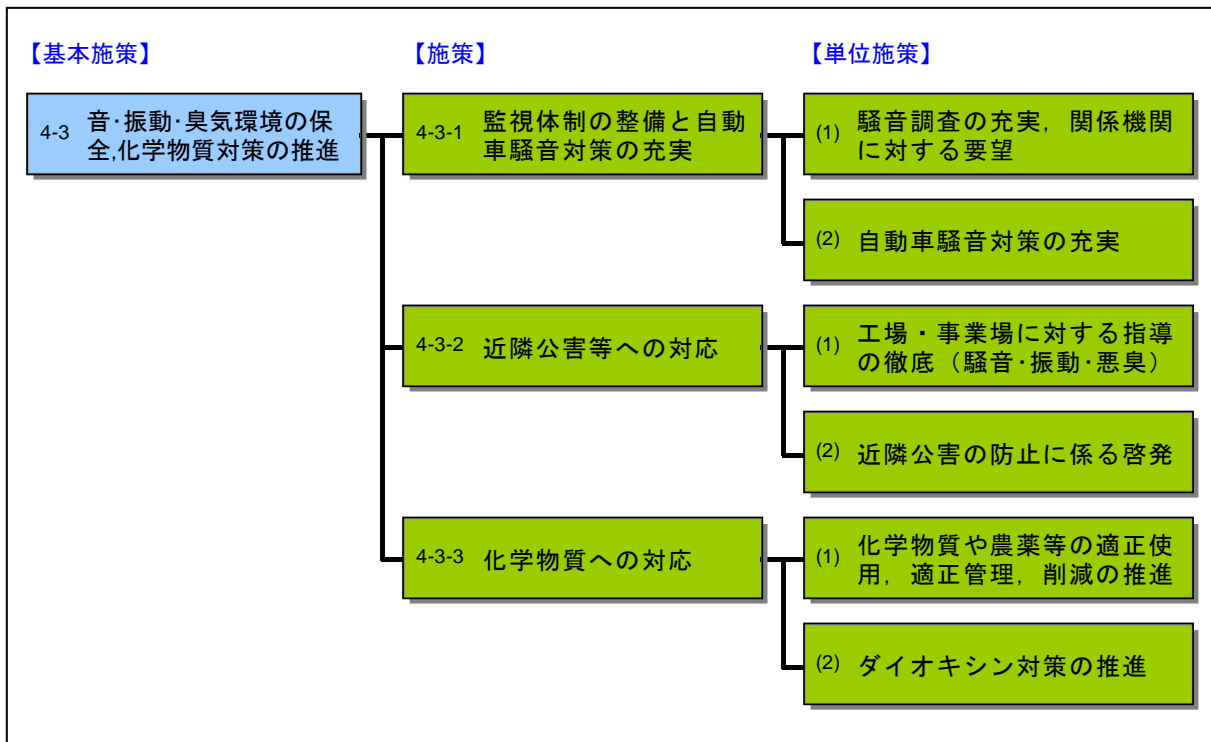 【基本施策】
【施策】
【単位施策】
4-3 音･振動･臭気環境の保
全,化学物質対策の推進
4-3-1 監視体制の整備と自動
車騒音対策の充実
(1) 騒音調査の充実，関係機関
に対する要望
(2) 自動車騒音対策の充実
4-3-2 近隣公害等への対応
(1) 工場・事業場に対する指導
の徹底（騒音･振動･悪臭）
(2) 近隣公害の防止に係る啓発
4-3-3 化学物質への対応
(1) 化学物質や農薬等の適正使
用，適正管理，削減の推進
(2) ダイオキシン対策の推進